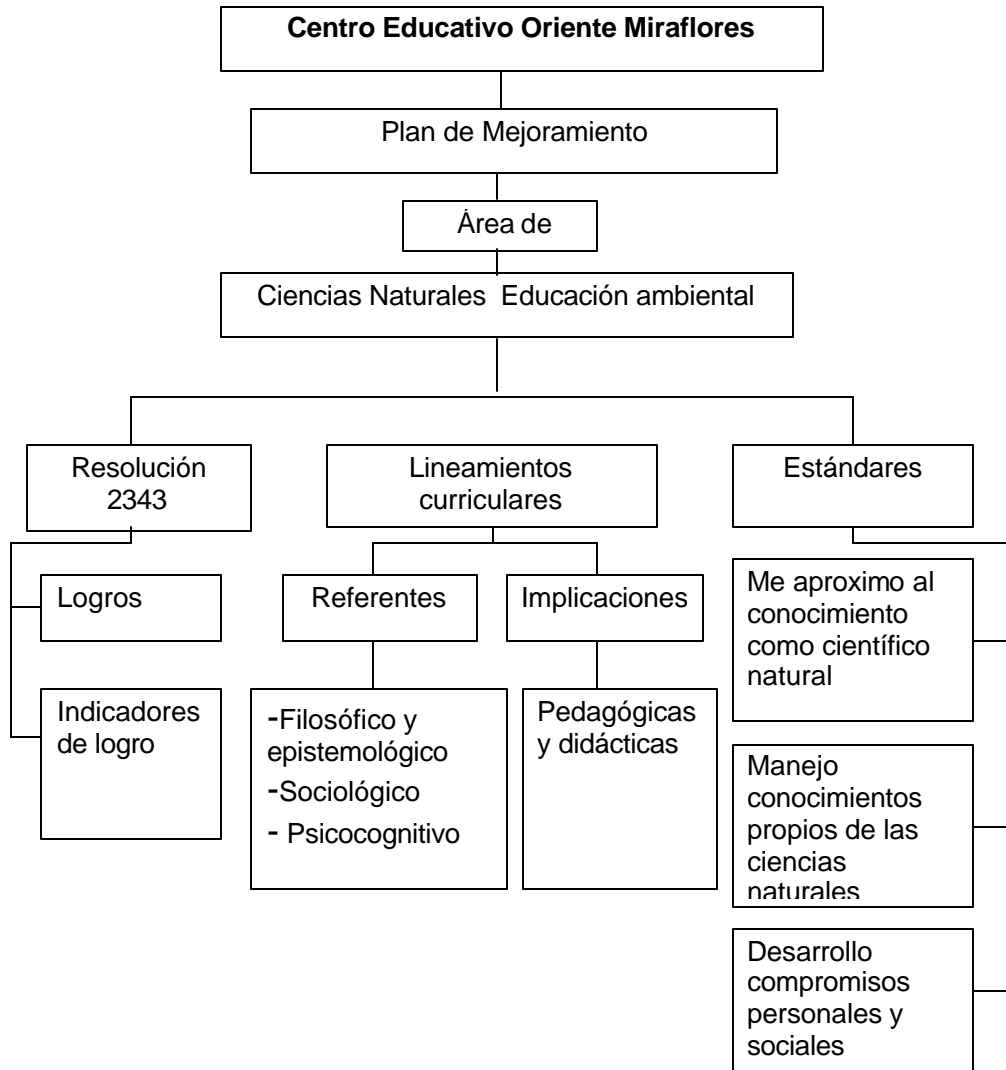 Centro Educativo Oriente Miraflores
Plan de Mejoramiento
Área de
Ciencias Naturales Educación ambiental
Resolución
2343
Logros
Indicadores
de logro
Lineamientos
curriculares
Referentes
-Filosófico y
epistemológico
-Sociológico
- Psicocognitivo
Implicaciones
Pedagógicas
y didácticas
Estándares
Me aproximo al
conocimiento
como científico
natural
Manejo
conocimientos
propios de las
ciencias
naturales
Desarrollo
compromisos
personales y
sociales